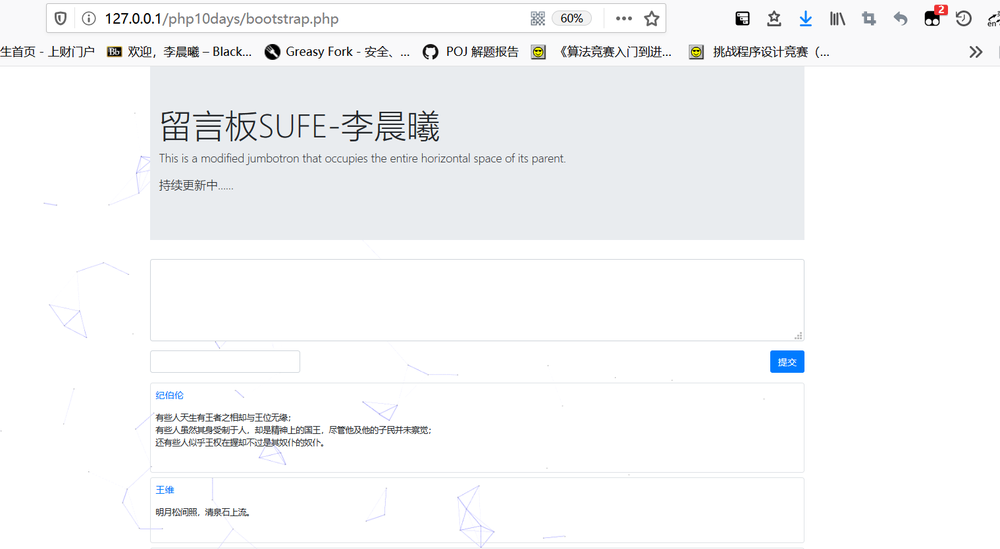 127.0.0.1/php10days/bootstrap.php
60%
2
en
生首页 - 上财门户
Bb 欢迎，李晨曦 – Black...
Greasy Fork - 安全、...
POJ 解题报告
《算法竞赛入门到进...
挑战程序设计竞赛（...
留言板SUFE-李晨曦
This is a modified jumbotron that occupies the entire horizontal space of its parent.
持续更新中......
提交
纪伯伦
有些人天生有王者之相却与王位无缘；
有些人虽然其身受制于人，却是精神上的国王，尽管他及他的子民并未察觉；
还有些人似乎王权在握却不过是其奴仆的奴仆。
王维
明月松间照，清泉石上流。